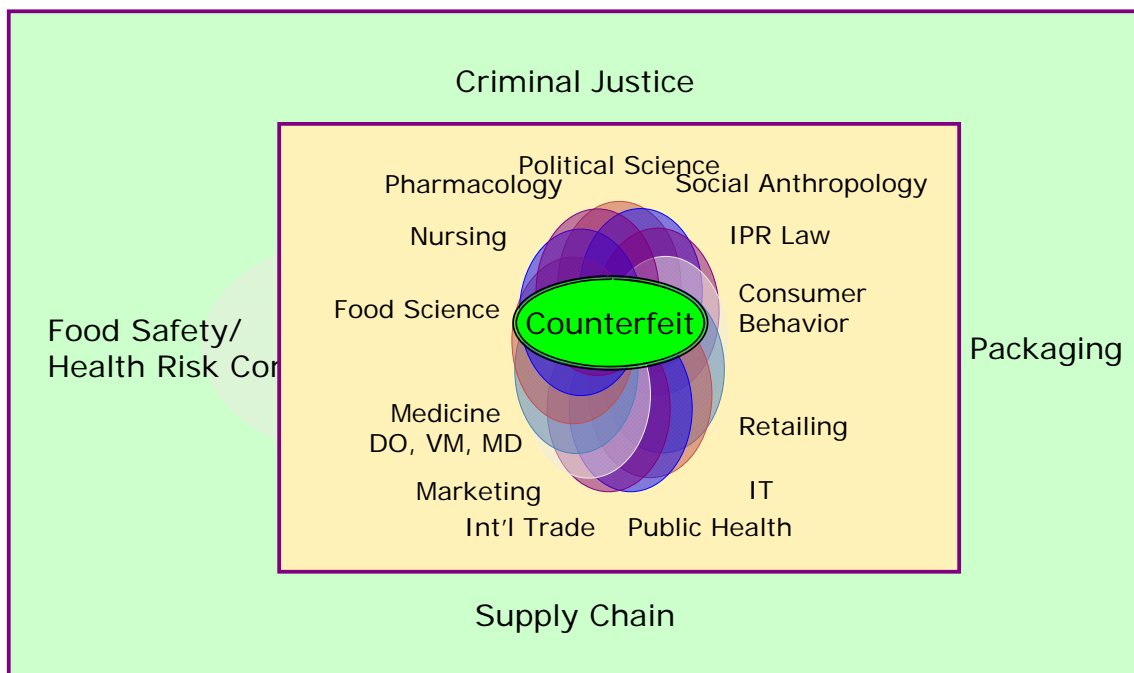 Criminal Justice
Political Science
Pharmacology
Social Anthropology
Nursing
IPR Law
Food Science
Consumer
Behavior
Counterfeit
Food Safety/
Health Risk
Packaging
Medicine
DO, VM, MD
Retailing
Marketing
IT
Int'l Trade
Public Health
Supply Chain